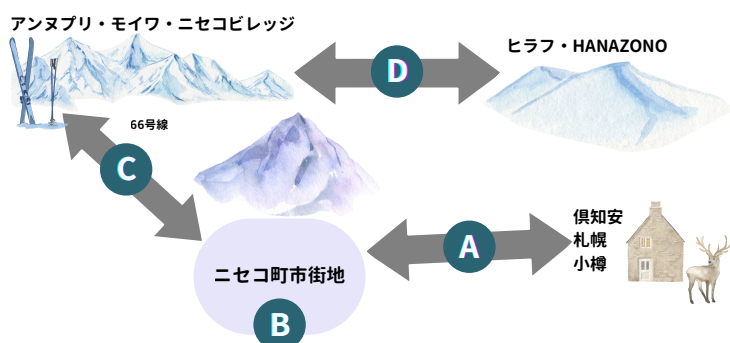 アンヌプリ・モイワ・ニセコビレッジ
ヒラフ・HANAZONO
D
66号線
C
倶知安
札幌
小樽
A
ニセコ町市街地
B